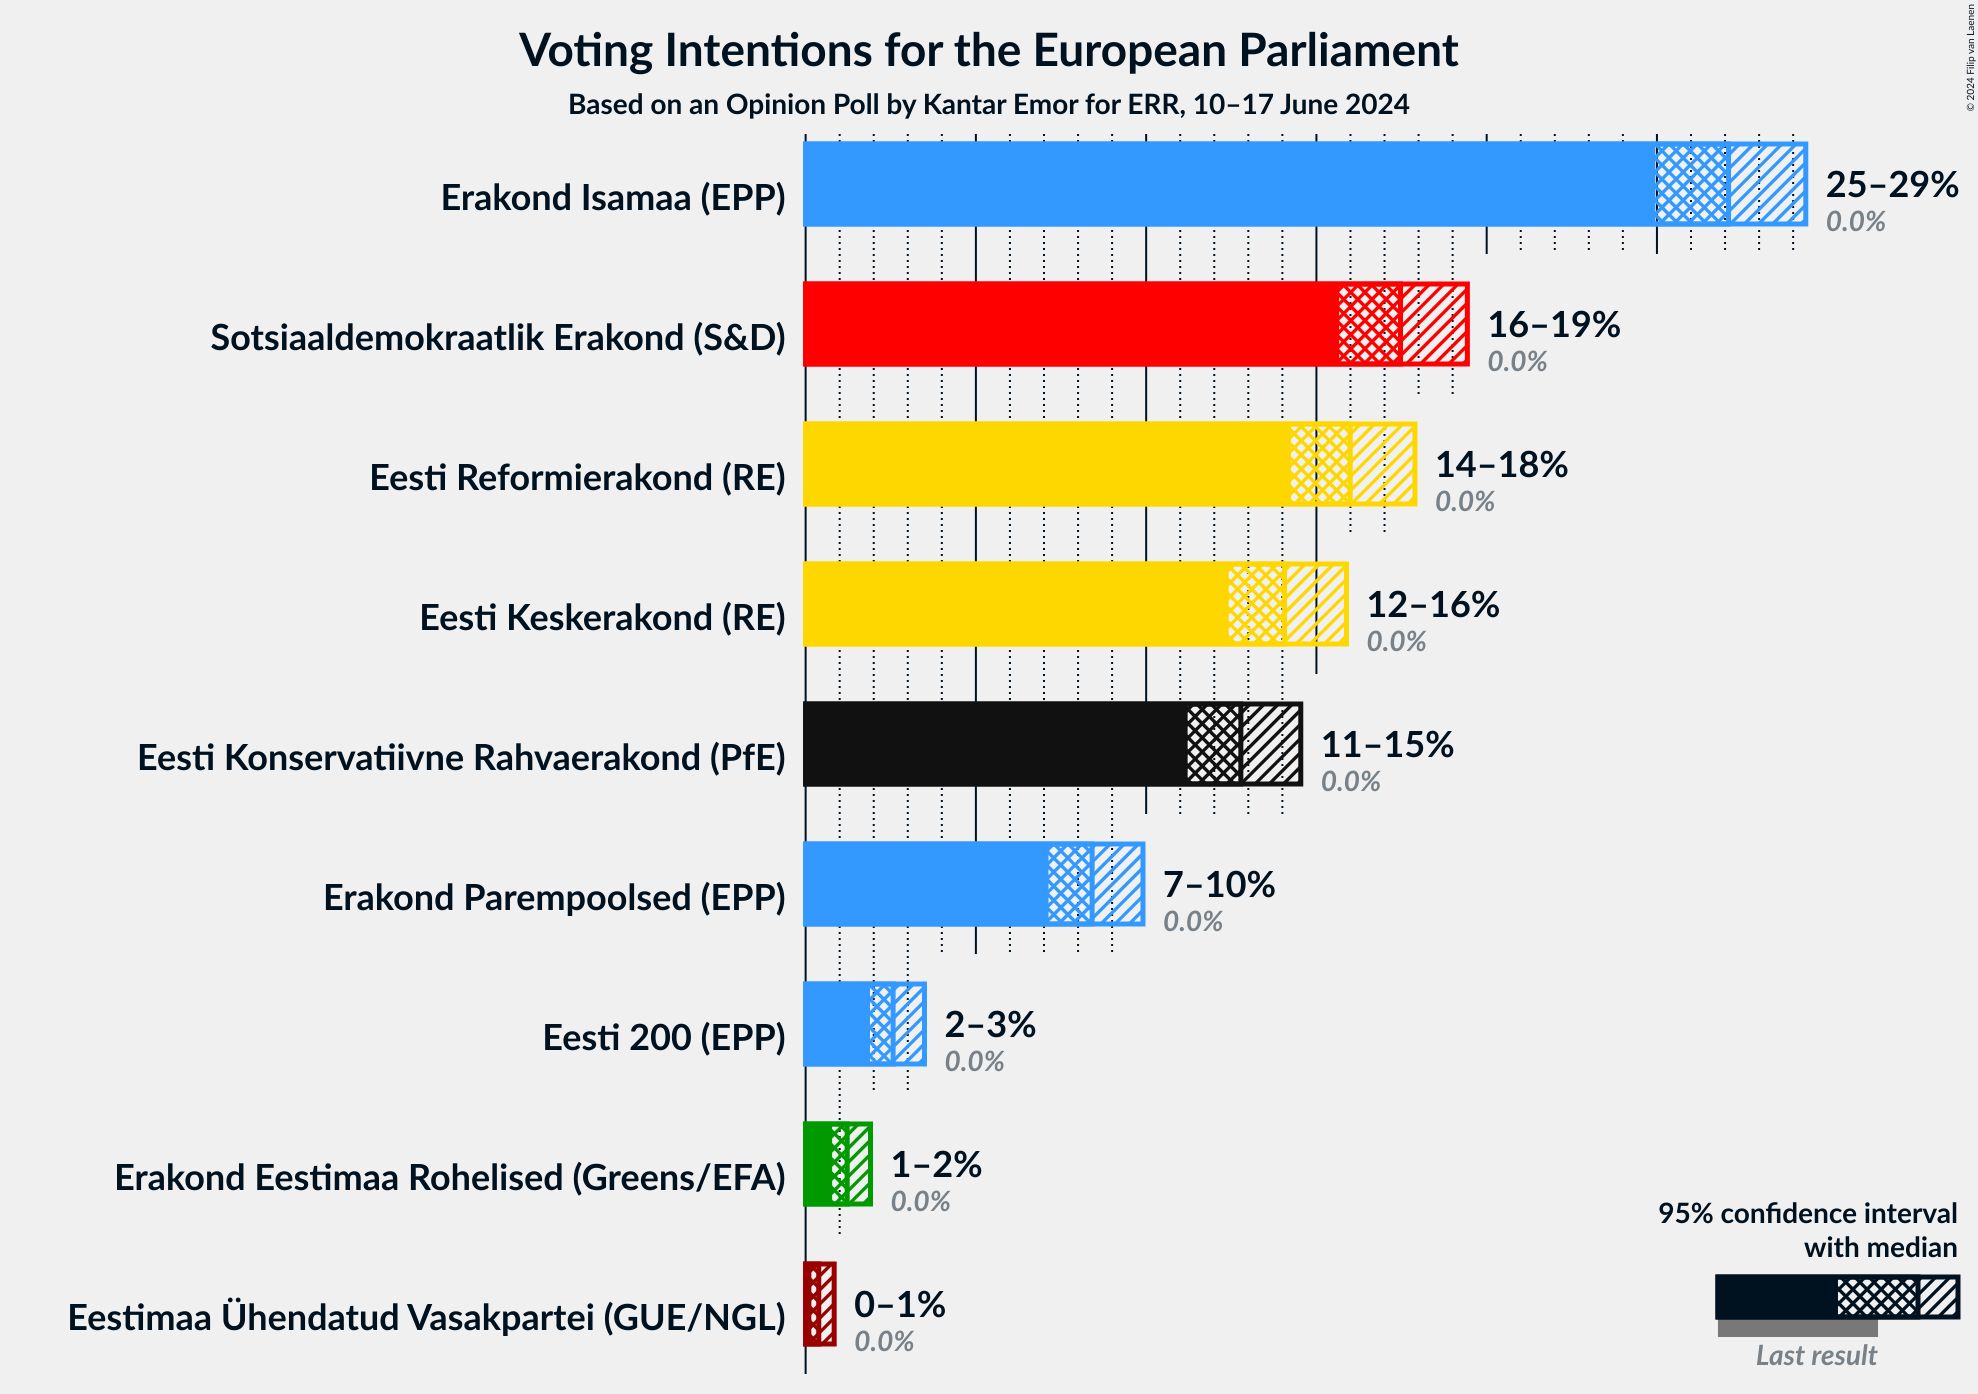 Voting Intentions for the European Parliament
Based on an Opinion Poll by Kantar Emor for ERR, 10–17 June 2024
© 2024 Filip van Laenen
Erakond Isamaa (EPP)
25–29%
0.0%
Sotsiaaldemokraatlik Erakond (S&D)
16–19%
0.0%
Eesti Reformierakond (RE)
14–18%
0.0%
Eesti Keskerakond (RE)
12–16%
0.0%
Eesti Konservatiivne Rahvaerakond (PfE)
11–15%
0.0%
Erakond Parempoolsed (EPP)
7–10%
0.0%
Eesti 200 (EPP)
2–3%
0.0%
Erakond Eestimaa Rohelised (Greens/EFA)
1–2%
0.0%
Eestimaa Ühendatud Vasakpartei (GUE/NGL)
0–1%
0.0%
95% confidence interval
with median
Last result